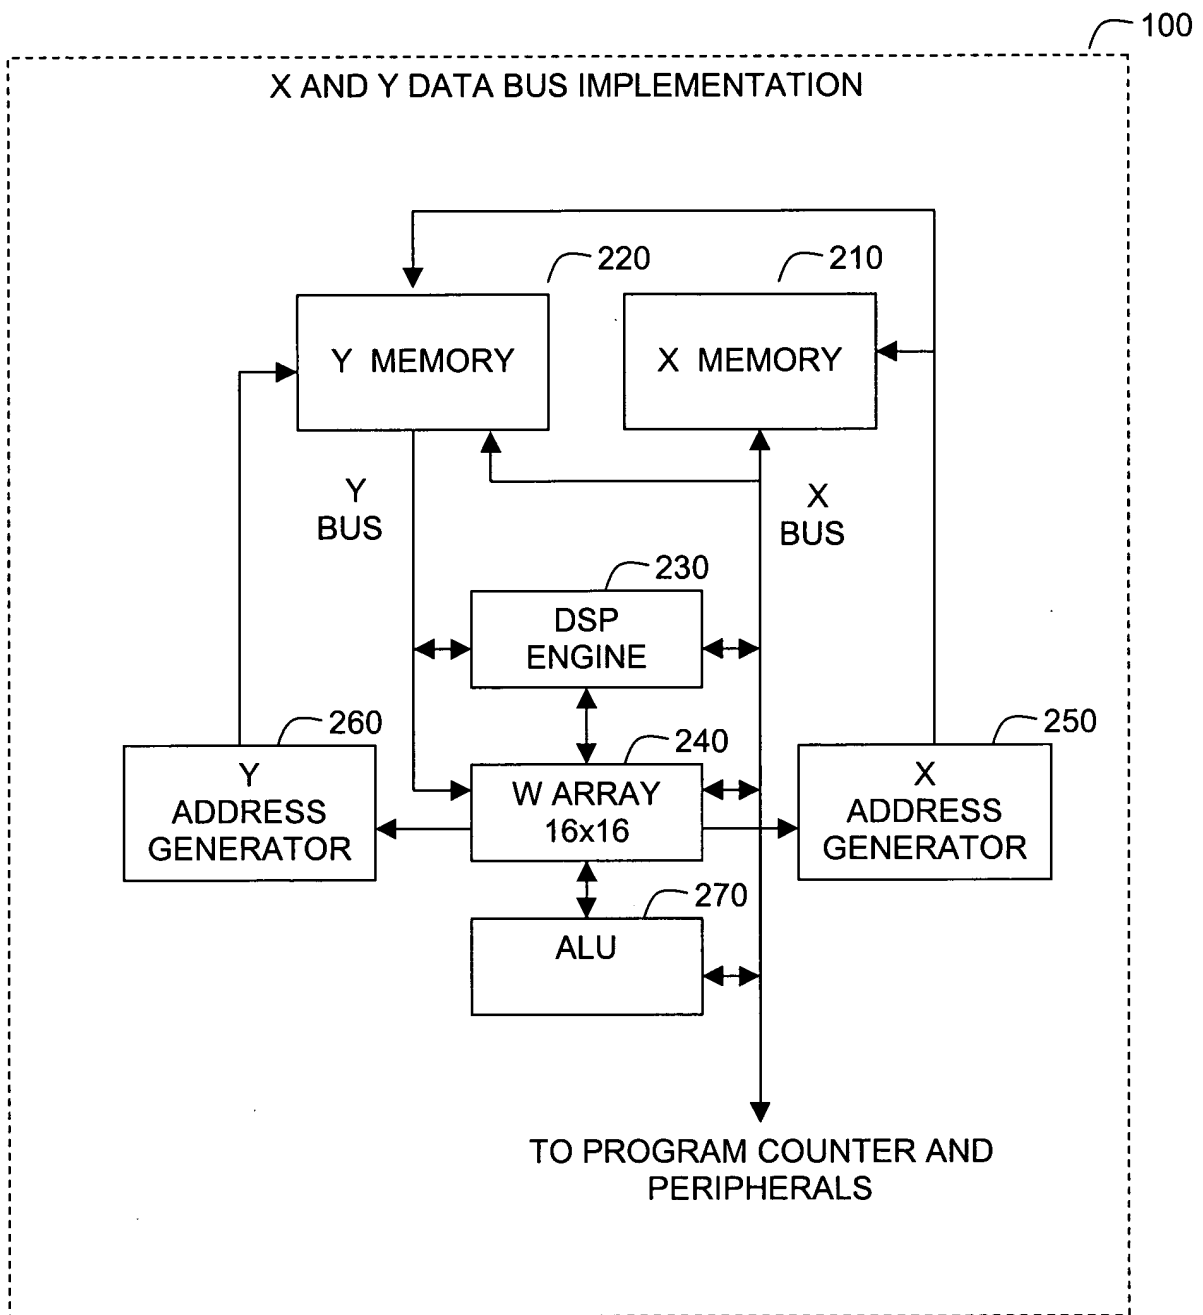 100
X AND Y DATA BUS IMPLEMENTATION
220
210
Y MEMORY
X MEMORY
Y
BUS
X
BUS
230
DSP
ENGINE
260
240
250
Y
ADDRESS
GENERATOR
W ARRAY
16x16
X
ADDRESS
GENERATOR
270
ALU
TO PROGRAM COUNTER AND
PERIPHERALS